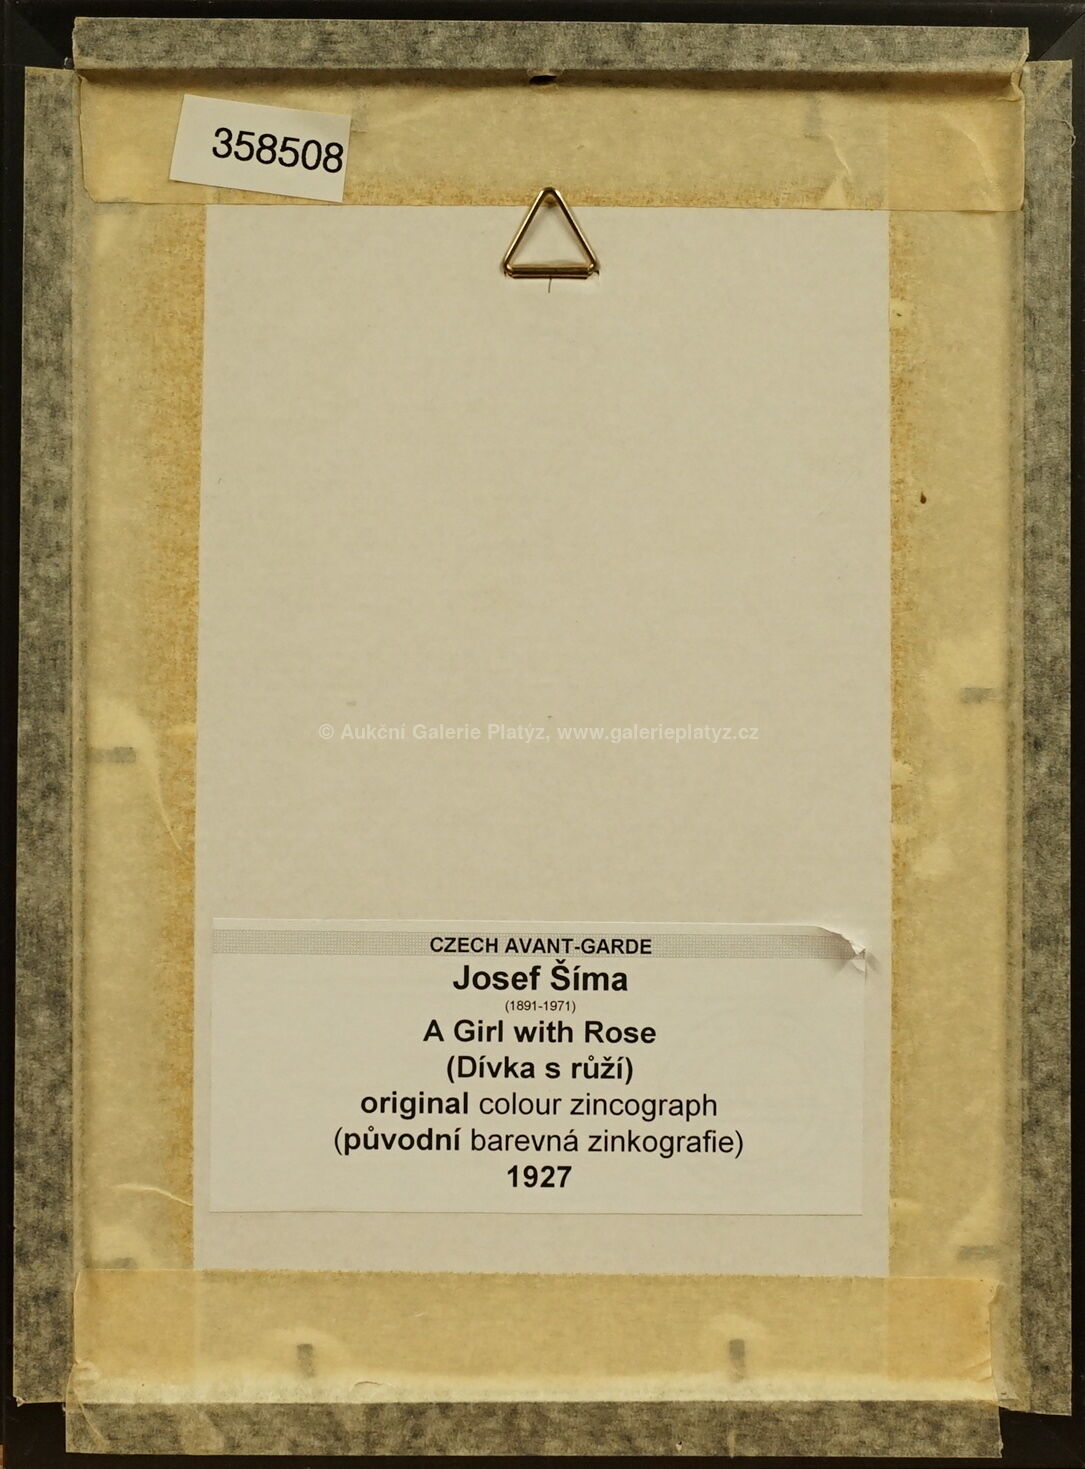 358508
© Aukční Galerie Platýz, www.galerieplatyz.cz
CZECH AVANT-GARDE
Josef Šíma
(1891-1971)
A Girl with Rose
(Dívka s růží)
original colour zincograph
(původní barevná zinkografie)
1927